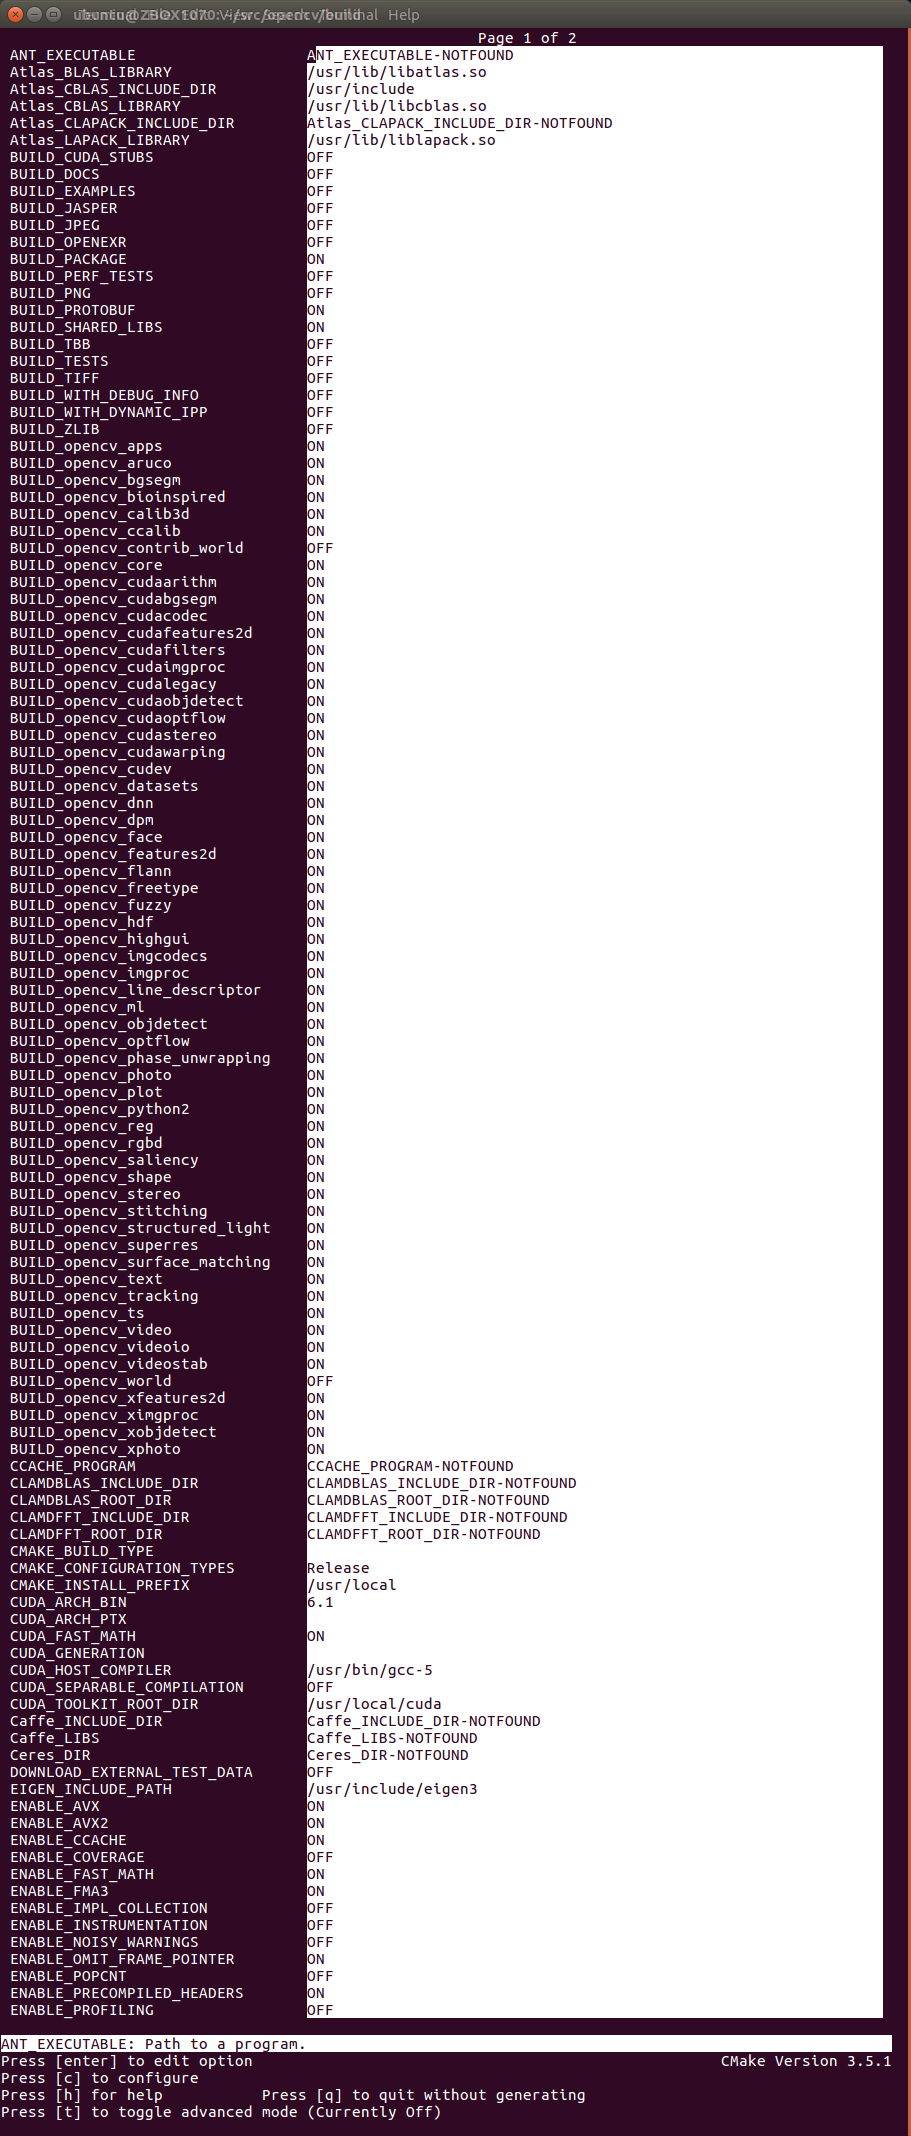 Help
Page 1 of 2
ANT_EXECUTABLE ANT_EXECUTABLE-NOTFOUND
Atlas_BLAS_LIBRARY /usr/lib/libatlas.so
Atlas_CBLAS_INCLUDE_DIR /usr/include
Atlas_CBLAS_LIBRARY /usr/lib/libcblas.so
Atlas_CLAPACK_INCLUDE_DIR Atlas_CLAPACK_INCLUDE_DIR-NOTFOUND
Atlas_LAPACK_LIBRARY /usr/lib/liblapack.so
BUILD_CUDA_STUBS OFF
BUILD_DOCS OFF
BUILD_EXAMPLES OFF
BUILD_JASPER OFF
BUILD_JPEG OFF
BUILD_OPENEXR OFF
BUILD_PACKAGE ON
BUILD_PERF_TESTS OFF
BUILD_PNG OFF
BUILD_PROTOBUF ON
BUILD_SHARED_LIBS ON
BUILD_TBB OFF
BUILD_TESTS OFF
BUILD_TIFF OFF
BUILD_WITH_DEBUG_INFO OFF
BUILD_WITH_DYNAMIC_IPP OFF
BUILD_ZLIB OFF
BUILD_opencv_apps ON
BUILD_opencv_aruco ON
BUILD_opencv_bgsegm ON
BUILD_opencv_bioinspired ON
BUILD_opencv_calib3d ON
BUILD_opencv_ccalib ON
BUILD_opencv_contrib_world OFF
BUILD_opencv_core ON
BUILD_opencv_cudaarithm ON
BUILD_opencv_cudabgsegm ON
BUILD_opencv_cudacodec ON
BUILD_opencv_cudafeatures2d ON
BUILD_opencv_cudafilters ON
BUILD_opencv_cudaimgproc ON
BUILD_opencv_cudalegacy ON
BUILD_opencv_cudaobjdetect ON
BUILD_opencv_cudaoptflow ON
BUILD_opencv_cudastereo ON
BUILD_opencv_cudawarping ON
BUILD_opencv_cudev ON
BUILD_opencv_datasets ON
BUILD_opencv_dnn ON
BUILD_opencv_dpm ON
BUILD_opencv_face ON
BUILD_opencv_features2d ON
BUILD_opencv_flann ON
BUILD_opencv_freetype ON
BUILD_opencv_fuzzy ON
BUILD_opencv_hdf ON
BUILD_opencv_highgui ON
BUILD_opencv_imgcodecs ON
BUILD_opencv_imgproc ON
BUILD_opencv_line_descriptor ON
BUILD_opencv_ml ON
BUILD_opencv_objdetect ON
BUILD_opencv_optflow ON
BUILD_opencv_phase_unwrapping ON
BUILD_opencv_photo ON
BUILD_opencv_plot ON
BUILD_opencv_python2 ON
BUILD_opencv_reg ON
BUILD_opencv_rgbd ON
BUILD_opencv_saliency ON
BUILD_opencv_shape ON
BUILD_opencv_stereo ON
BUILD_opencv_stitching ON
BUILD_opencv_structured_light ON
BUILD_opencv_superres ON
BUILD_opencv_surface_matching ON
BUILD_opencv_text ON
BUILD_opencv_tracking ON
BUILD_opencv_ts ON
BUILD_opencv_video ON
BUILD_opencv_videoio ON
BUILD_opencv_videostab ON
BUILD_opencv_world OFF
BUILD_opencv_xfeatures2d ON
BUILD_opencv_ximgproc ON
BUILD_opencv_xobjdetect ON
BUILD_opencv_xphoto ON
CCACHE_PROGRAM CCACHE_PROGRAM-NOTFOUND
CLAMDBLAS_INCLUDE_DIR CLAMDBLAS_INCLUDE_DIR-NOTFOUND
CLAMDBLAS_ROOT_DIR CLAMDBLAS_ROOT_DIR-NOTFOUND
CLAMDFFT_INCLUDE_DIR CLAMDFFT_INCLUDE_DIR-NOTFOUND
CLAMDFFT_ROOT_DIR CLAMDFFT_ROOT_DIR-NOTFOUND
CMAKE_BUILD_TYPE
CMAKE_CONFIGURATION_TYPES Release
CMAKE_INSTALL_PREFIX /usr/local
CUDA_ARCH_BIN 6.1
CUDA_ARCH_PTX
CUDA_FAST_MATH ON
CUDA_GENERATION
CUDA_HOST_COMPILER /usr/bin/gcc-5
CUDA_SEPARABLE_COMPILATION OFF
CUDA_TOOLKIT_ROOT_DIR /usr/local/cuda
Caffe_INCLUDE_DIR Caffe_INCLUDE_DIR-NOTFOUND
Caffe_LIBS Caffe_LIBS-NOTFOUND
Ceres_DIR Ceres_DIR-NOTFOUND
DOWNLOAD_EXTERNAL_TEST_DATA OFF
EIGEN_INCLUDE_PATH /usr/include/eigen3
ENABLE_AVX ON
ENABLE_AVX2 ON
ENABLE_CCACHE ON
ENABLE_COVERAGE OFF
ENABLE_FAST_MATH ON
ENABLE_FMA3 ON
ENABLE_IMPL_COLLECTION OFF
ENABLE_INSTRUMENTATION OFF
ENABLE_NOISY_WARNINGS OFF
ENABLE_OMIT_FRAME_POINTER ON
ENABLE_POPCNT OFF
ENABLE_PRECOMPILED_HEADERS ON
ENABLE_PROFILING OFF
ANT_EXECUTABLE: Path to a program.
Press [enter] to edit option CMake Version 3.5.1
Press [c] to configure
Press [h] for help Press [q] to quit without generating
Press [t] to toggle advanced mode (Currently Off)